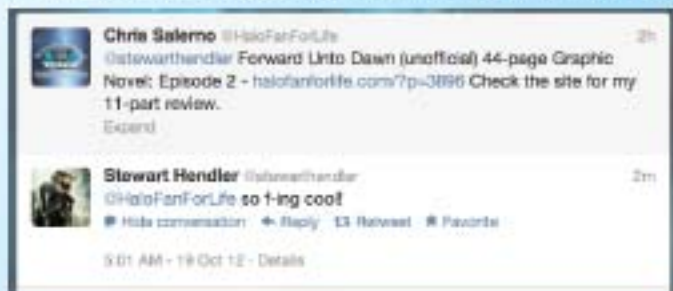 Chris Salerno @HaloFanForLife 2h
@stewarthendler Forward Unto Dawn (unofficial) 44-page Graphic
Novel: Episode 2 - halofanforlife.com/?p=3896 Check the site for my
11-part review.
Expand
Stewart Hendler @stewarthendler 2m
@HaloFanForLife so f-ing cool!
Hide conversation Reply Retweet Favorite
5:01 AM - 19 Oct 12 · Details